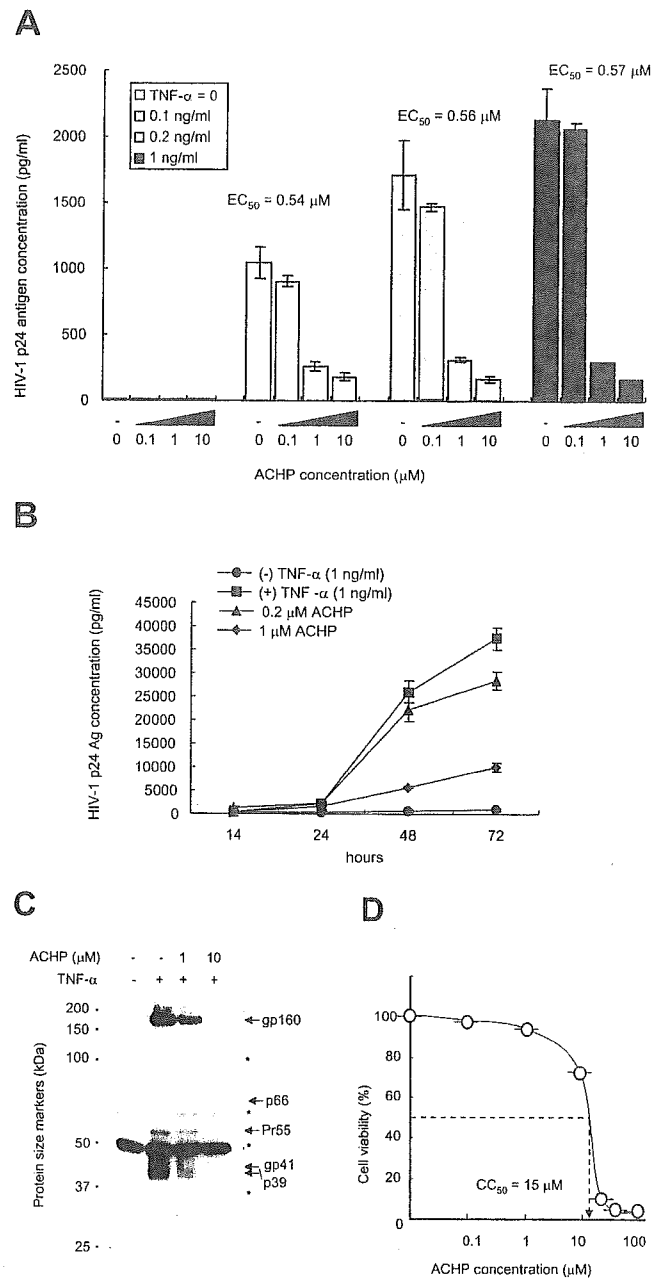 A
HIV-1 p24 antigen concentration (pg/ml)
2500
2000
1500
1000
500
0
TNF-α = 0
0.1 ng/ml
0.2 ng/ml
1 ng/ml
EC50 = 0.54 μM
EC50 = 0.56 μM
EC50 = 0.57 μM
- - - -
0 0.1 1 10 0 0.1 1 10 0 0.1 1 10 0 0.1 1 10
ACHP concentration (μM)
B
(-) TNF-α (1 ng/ml)
(+) TNF -α (1 ng/ml)
0.2 μM ACHP
1 μM ACHP
HIV-1 p24 Ag concentration (pg/ml)
45000
40000
35000
30000
25000
20000
15000
10000
5000
0
14 24 48 72
hours
C
ACHP (μM) - - 1 10
TNF-α - + + +
Protein size markers (kDa)
200
150
100
50
37
25
gp160
p66
Pr55
gp41
p39
D
Cell viability (%)
100
80
60
40
20
0
CC50 = 15 μM
0.1 1 10 100
ACHP concentration (μM)